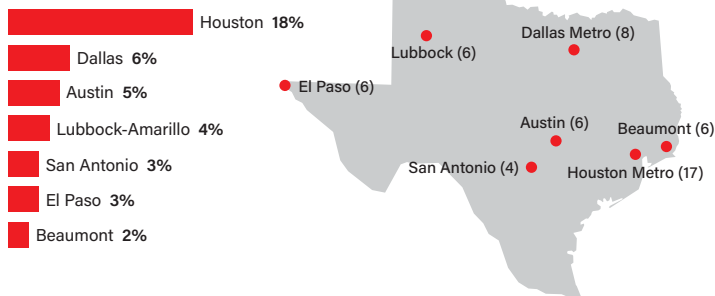 Houston 18%
Dallas 6%
Austin 5%
Lubbock-Amarillo 4%
San Antonio 3%
El Paso 3%
Beaumont 2%
Dallas Metro (8)
Lubbock (6)
El Paso (6)
Austin (6)
Beaumont (6)
San Antonio (4)
Houston Metro (17)